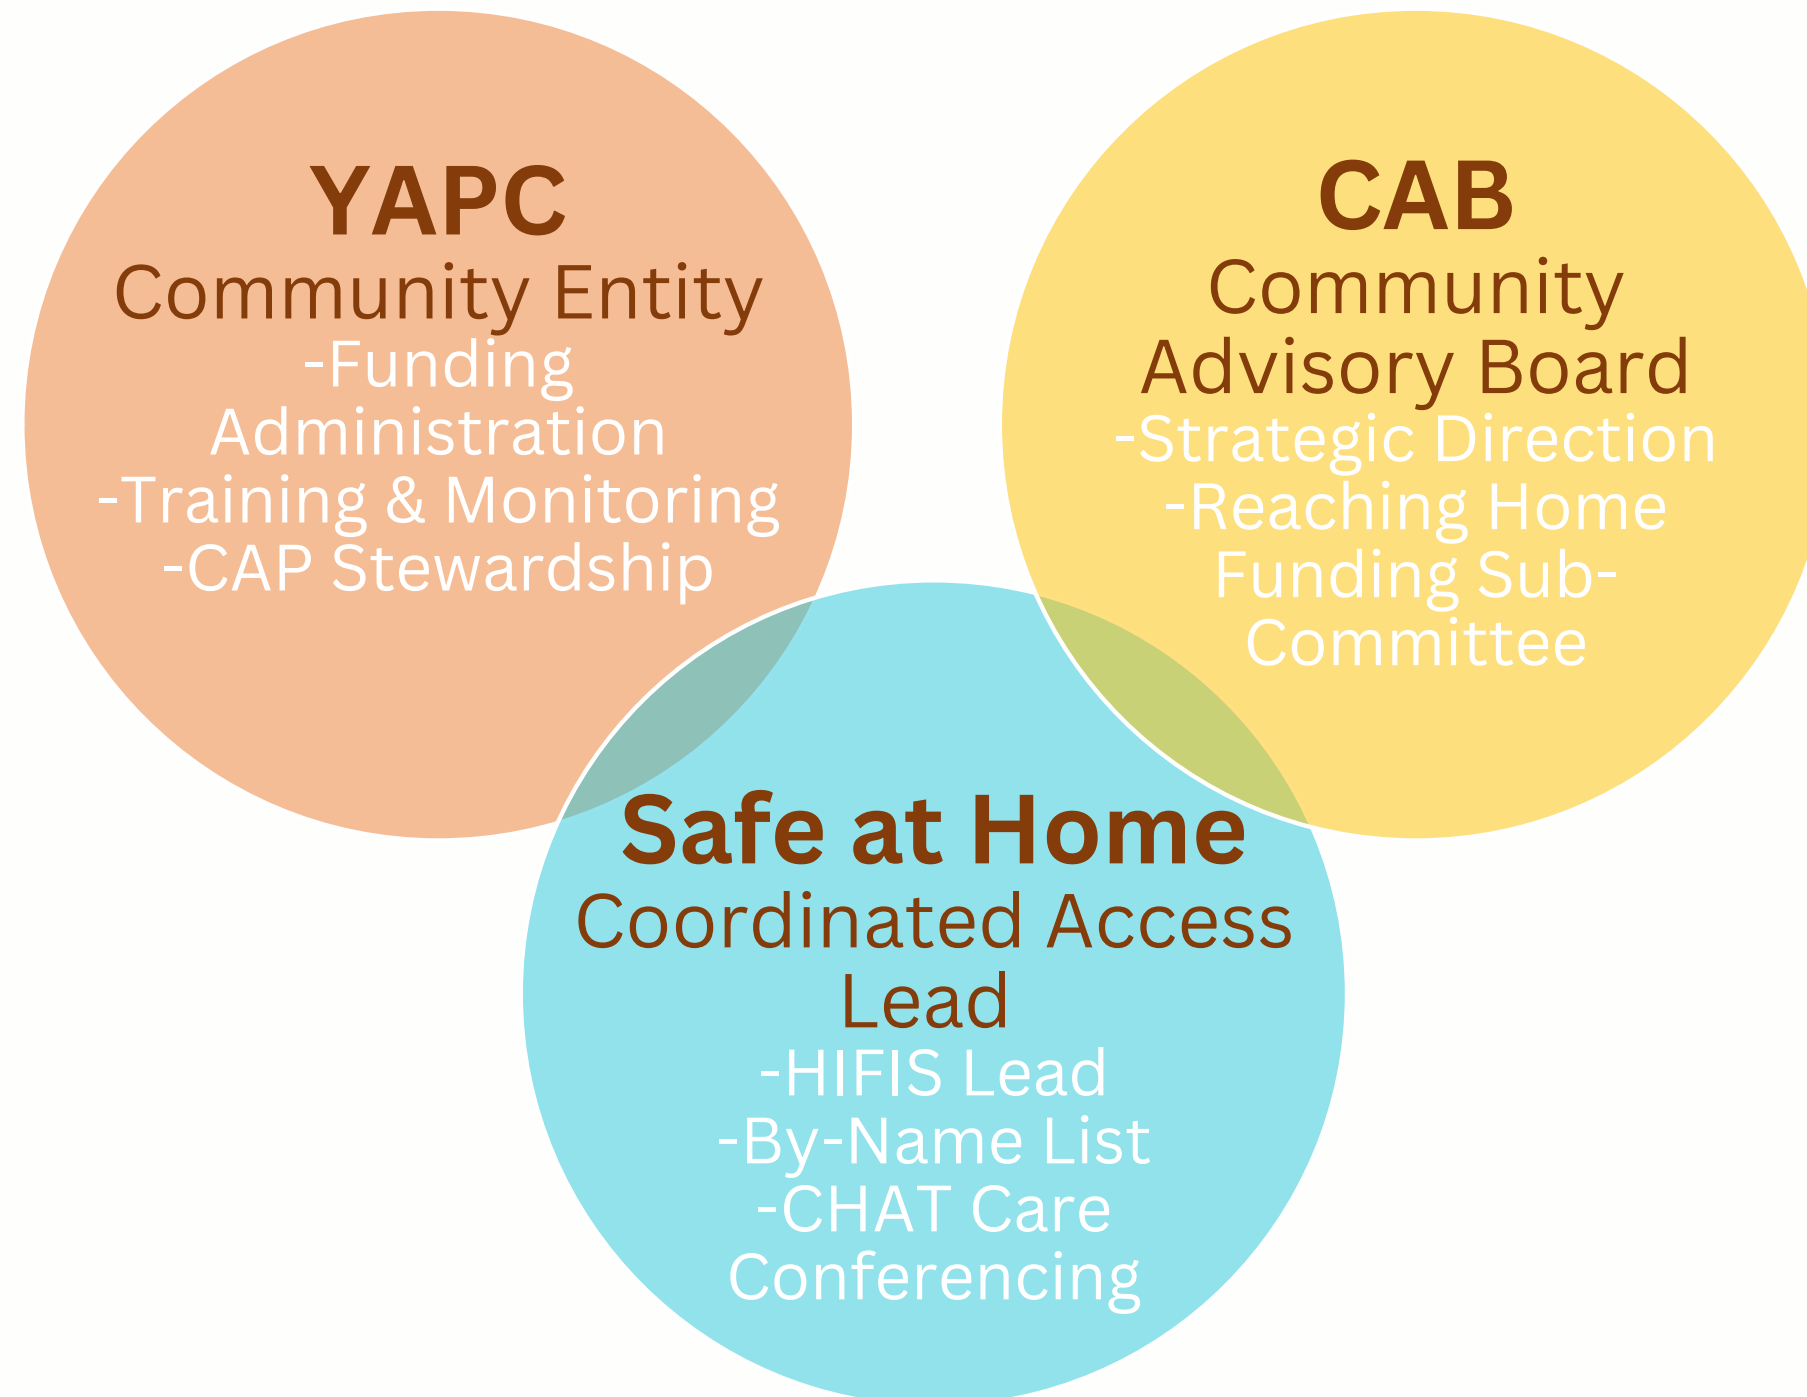 YAPC
Community Entity
-Funding
Administration
-Training & Monitoring
-CAP Stewardship
CAB
Community
Advisory Board
-Strategic Direction
-Reaching Home
Funding Sub-
Committee
Safe at Home
Coordinated Access
Lead
-HIFIS Lead
-By-Name List
-CHAT Care
Conferencing